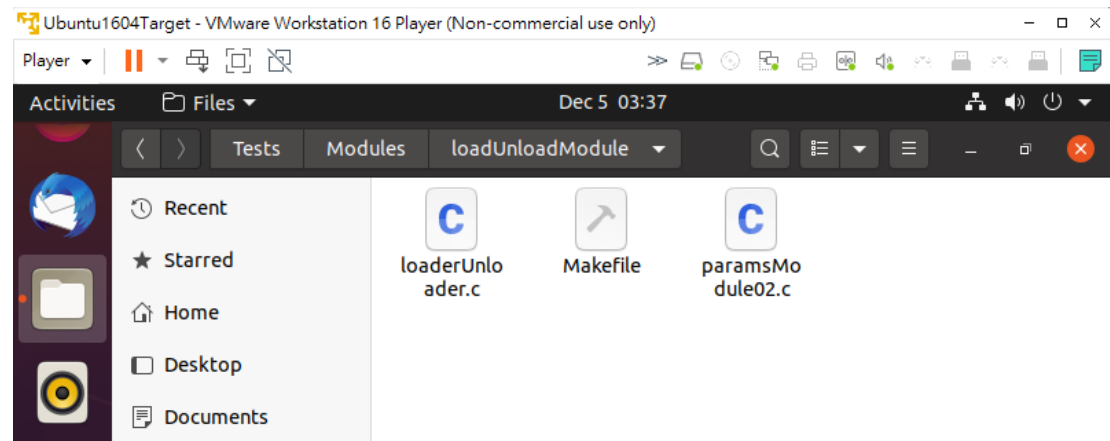 Ubuntu1604Target - VMware Workstation 16 Player (Non-commercial use only)
Player
Activities Files Dec 5 03:37
Tests Modules loadUnloadModule
Recent
Starred
Home
Desktop
Documents
C C
loaderUnlo Makefile paramsMo
ader.c dule02.c